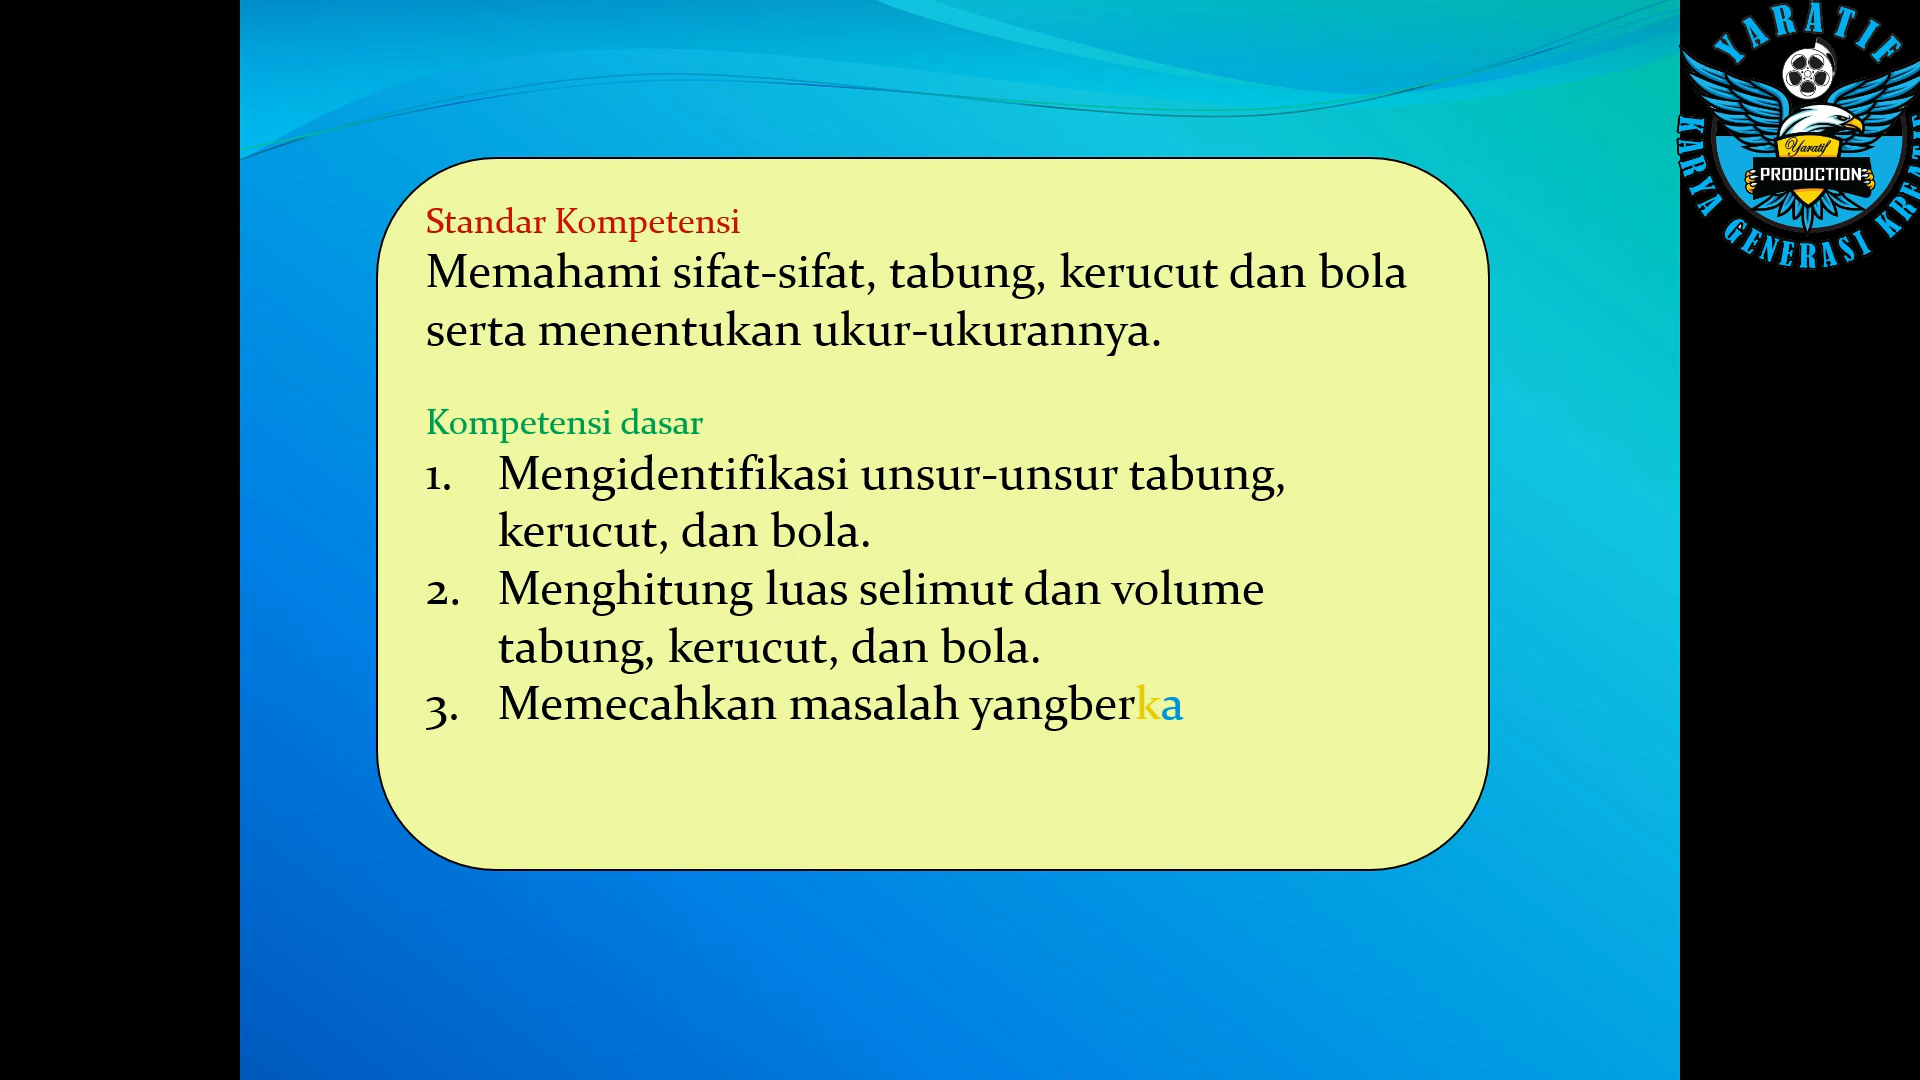 YARATIF
Yaratif
PRODUCTION
KARYA GENERASI
Standar Kompetensi
Memahami sifat-sifat, tabung, kerucut dan bola
serta menentukan ukur-ukurannya.
Kompetensi dasar
1. Mengidentifikasi unsur-unsur tabung,
kerucut, dan bola.
2. Menghitung luas selimut dan volume
tabung, kerucut, dan bola.
3. Memecahkan masalah yangberka